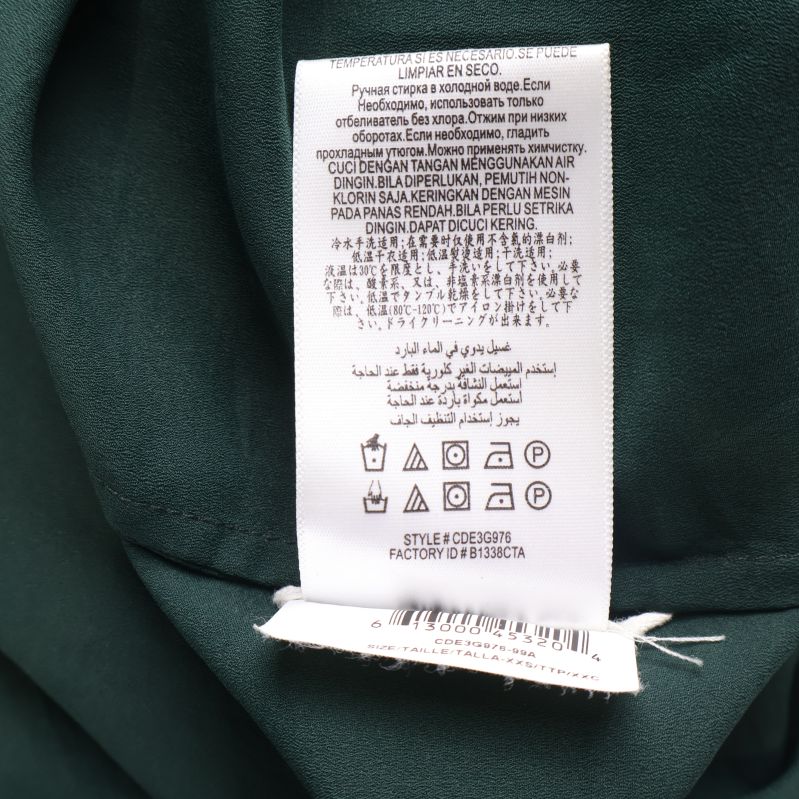 TEMPERATURA SI ES NECESARIO.SE PUEDE
LIMPIAR EN SECO.
Ручная стирка в холодной воде.Если
Необходимо, использовать только
отбеливатель без хлора.Отжим при низких
оборотах.Если необходимо, гладить
прохладным утюгом.Можно применять химчистку.
CUCI DENGAN TANGAN MENGGUNAKAN AIR
DINGIN.BILA DIPERLUKAN, PEMUTIH NON-
KLORIN SAJA.KERINGKAN DENGAN MESIN
PADA PANAS RENDAH.BILA PERLU SETRIKA
DINGIN.DAPAT DICUCI KERING.
冷水手洗适用;在需要时仅使用不含氯的漂白剂;
低温干衣适用;低温熨烫适用;干洗适用;
液温は30℃を限度とし、手洗いをして下さい.必要
な際は、酸素系、又は、非塩素系漂白剤を使用して
下さい.低温でタンブル乾燥をして下さい.必要な
際は、低温(80℃-120℃)でアイロン掛けをして下
さい.ドライクリーニングが出来ます.
غسيل يدوي في الماء البارد
إستخدم المبيضات الغير كلورية فقط عند الحاجة
إستعمل النشافة بدرجة منخفضة
إستعمل مكواة باردة عند الحاجة
يجوز إستخدام التنظيف الجاف
P
P
STYLE # CDE3G976
FACTORY ID # B1338CTA
6 13000 45320 4
CDE3G976-99A
SIZE/TAILLE/TALLA-XXS/TTP/XXC